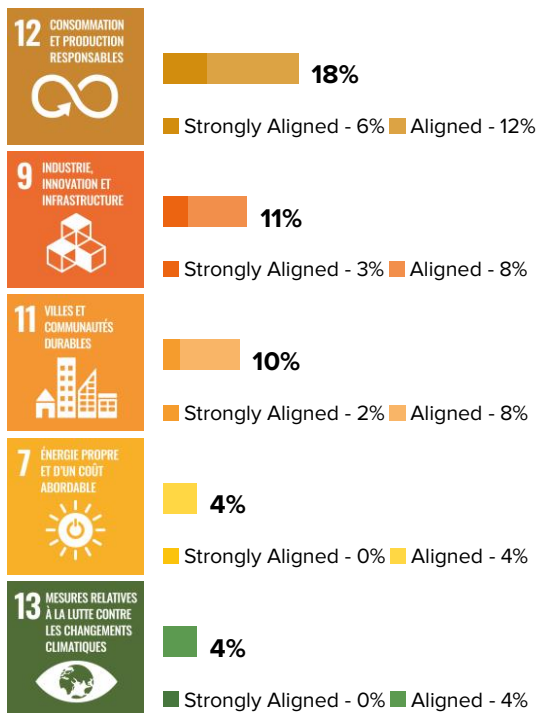 12 CONSOMMATION
ET PRODUCTION
RESPONSABLES
18%
Strongly Aligned - 6% Aligned - 12%
9 INDUSTRIE,
INNOVATION ET
INFRASTRUCTURE
11%
Strongly Aligned - 3% Aligned - 8%
11 VILLES ET
COMMUNAUTÉS
DURABLES
10%
Strongly Aligned - 2% Aligned - 8%
7 ÉNERGIE PROPRE
ET D'UN COÛT
ABORDABLE
4%
Strongly Aligned - 0% Aligned - 4%
13 MESURES RELATIVES
À LA LUTTE CONTRE
LES CHANGEMENTS
CLIMATIQUES
4%
Strongly Aligned - 0% Aligned - 4%